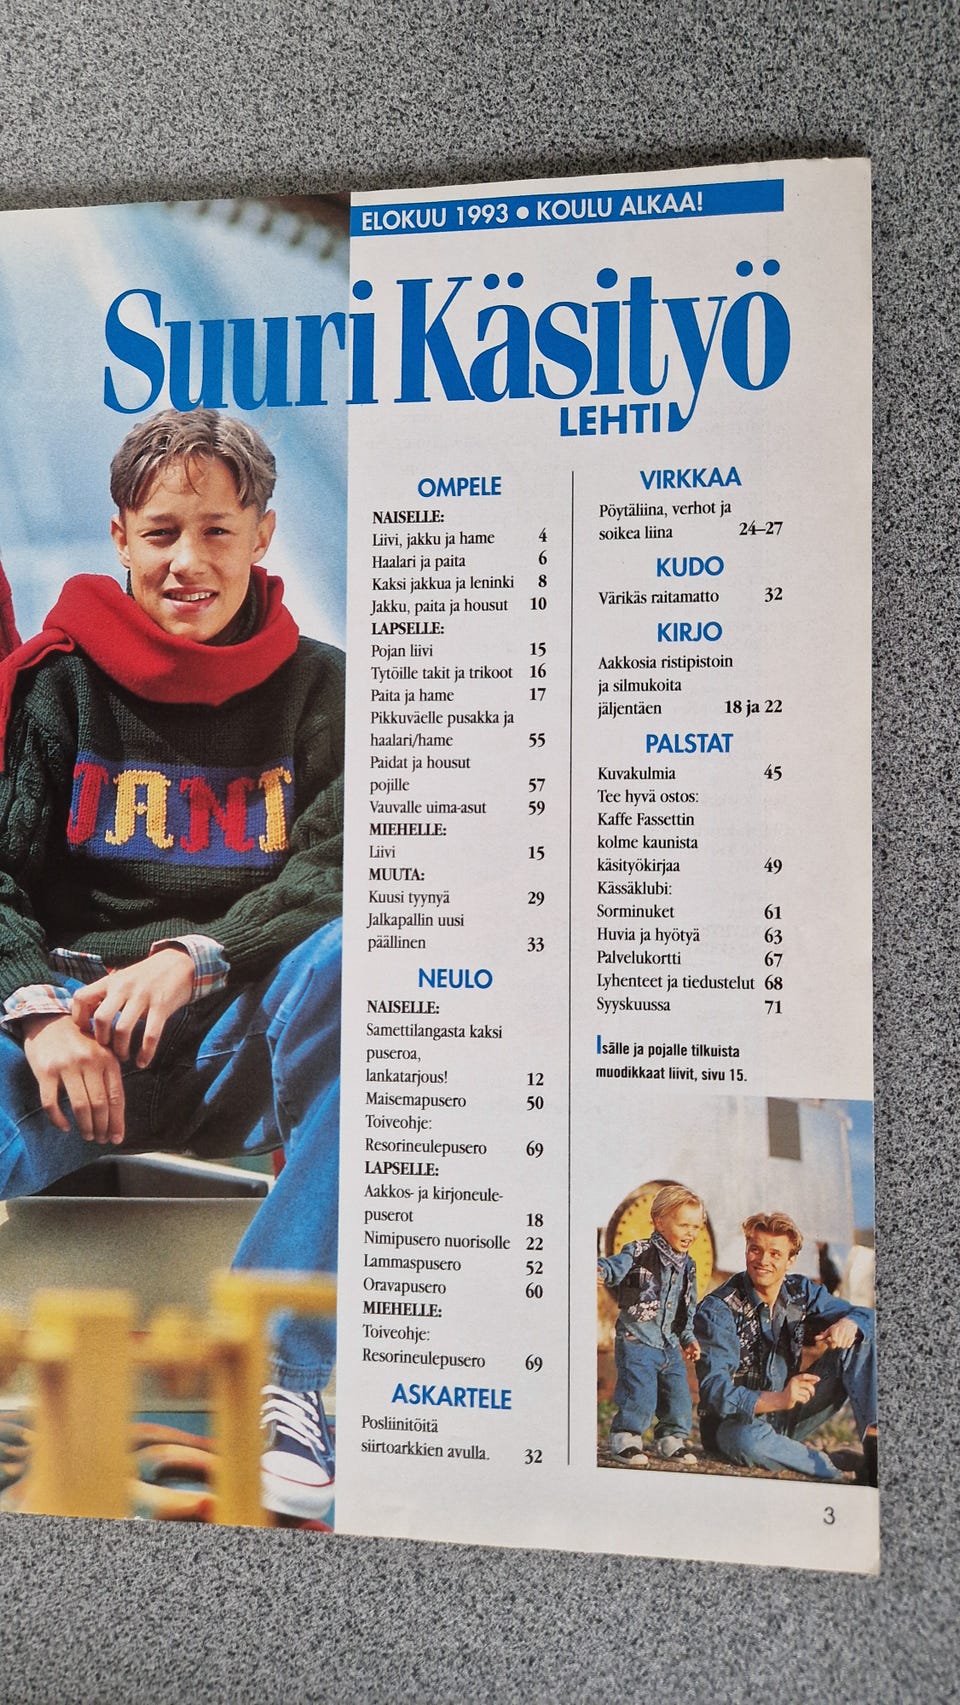 ELOKUU 1993 ● KOULU ALKAA!
Suuri Käsityö
LEHTI
JANI
OMPELE
NAISELLE:
Liivi, jakku ja hame 4
Haalari ja paita 6
Kaksi jakkua ja leninki 8
Jakku, paita ja housut 10
LAPSELLE:
Pojan liivi 15
Tytöille takit ja trikoot 16
Paita ja hame 17
Pikkuväelle pusakka ja
haalari/hame 55
Paidat ja housut
pojille 57
Vauvalle uima-asut 59
MIEHELLE:
Liivi 15
MUUTA:
Kuusi tyynyä 29
Jalkapallin uusi
päällinen 33
NEULO
NAISELLE:
Samettilangasta kaksi
puseroa,
lankatarjous! 12
Maisemapusero 50
Toiveohje:
Resorineulepusero 69
LAPSELLE:
Aakkos- ja kirjoneule-
puserot 18
Nimipusero nuorisolle 22
Lammaspusero 52
Oravapusero 60
MIEHELLE:
Toiveohje:
Resorineulepusero 69
ASKARTELE
Posliinitöitä
siirtoarkkien avulla. 32
VIRKKAA
Pöytäliina, verhot ja
soikea liina 24–27
KUDO
Värikäs raitamatto 32
KIRJO
Aakkosia ristipistoin
ja silmukoita
jäljentäen 18 ja 22
PALSTAT
Kuvakulmia 45
Tee hyvä ostos:
Kaffe Fassettin
kolme kaunista
käsityökirjaa 49
Kässäklubi:
Sorminuket 61
Huvia ja hyötyä 63
Palvelukortti 67
Lyhenteet ja tiedustelut 68
Syyskuussa 71
Isälle ja pojalle tilkuista
muodikkaat liivit, sivu 15.
3